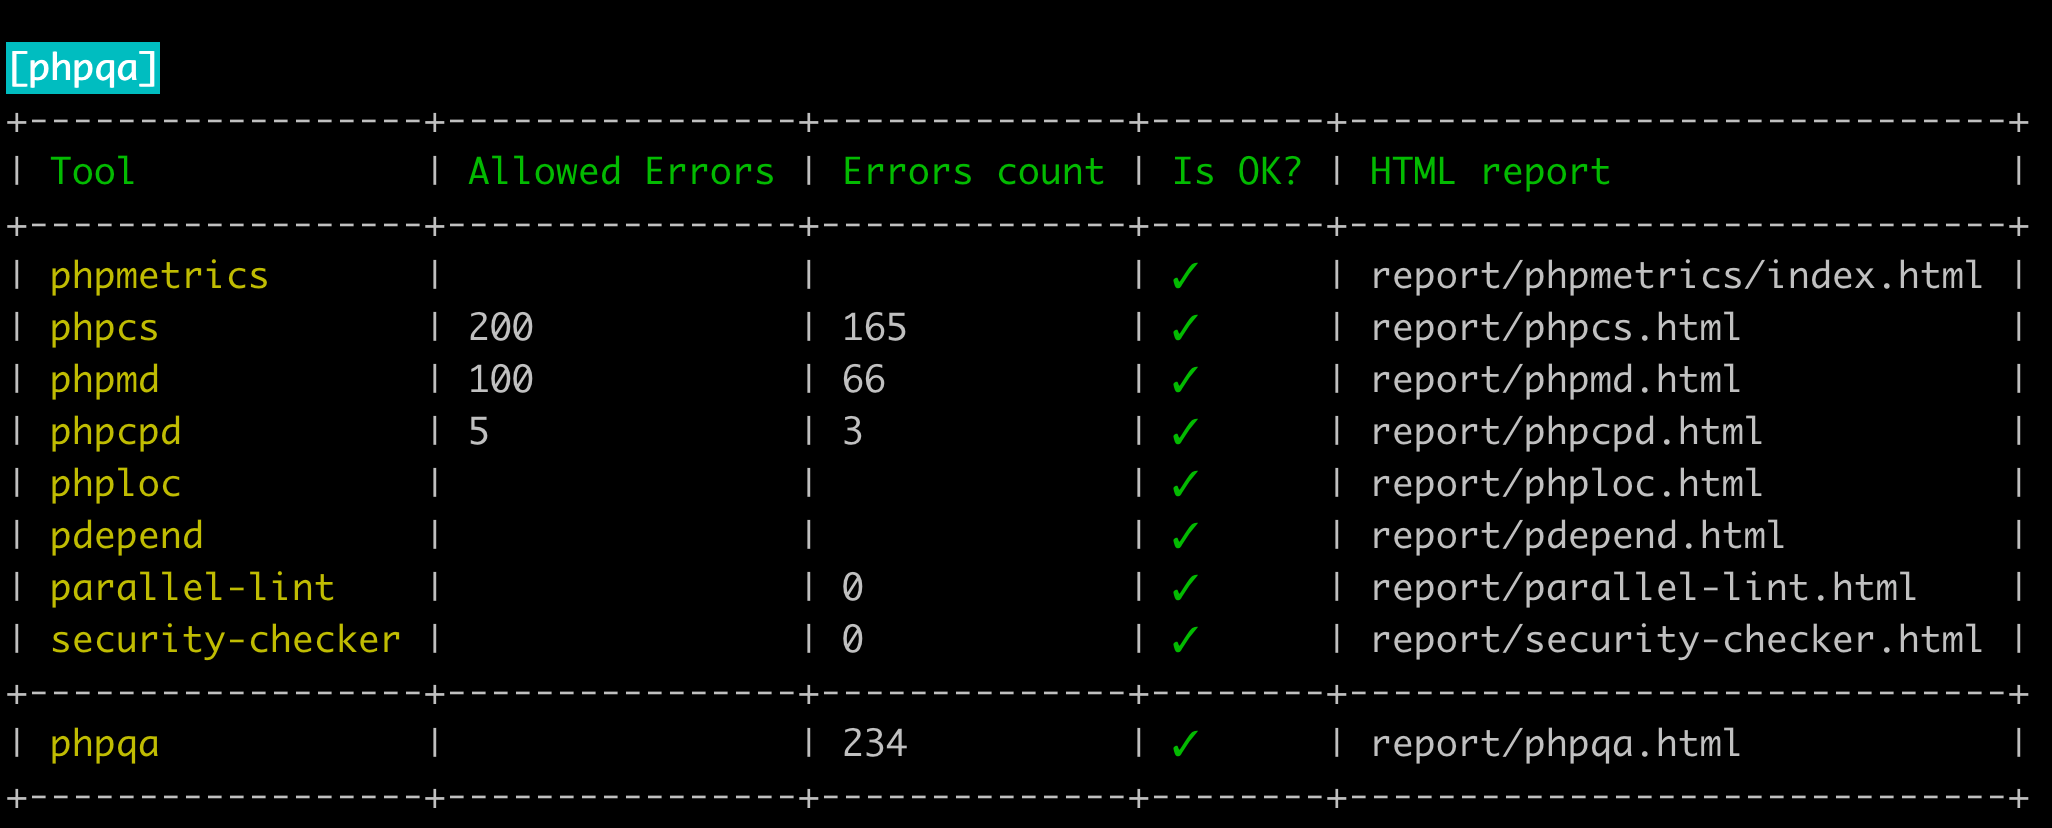 [phpqa]
+------------------+----------------+--------------+--------+------------------------------+
| Tool             | Allowed Errors | Errors count | Is OK? | HTML report                  |
+------------------+----------------+--------------+--------+------------------------------+
| phpmetrics       |                |              | ✓      | report/phpmetrics/index.html |
| phpcs            | 200            | 165          | ✓      | report/phpcs.html            |
| phpmd            | 100            | 66           | ✓      | report/phpmd.html            |
| phpcpd           | 5              | 3            | ✓      | report/phpcpd.html           |
| phploc           |                |              | ✓      | report/phploc.html           |
| pdepend          |                |              | ✓      | report/pdepend.html          |
| parallel-lint    |                | 0            | ✓      | report/parallel-lint.html    |
| security-checker |                | 0            | ✓      | report/security-checker.html |
+------------------+----------------+--------------+--------+------------------------------+
| phpqa            |                | 234          | ✓      | report/phpqa.html            |
+------------------+----------------+--------------+--------+------------------------------+